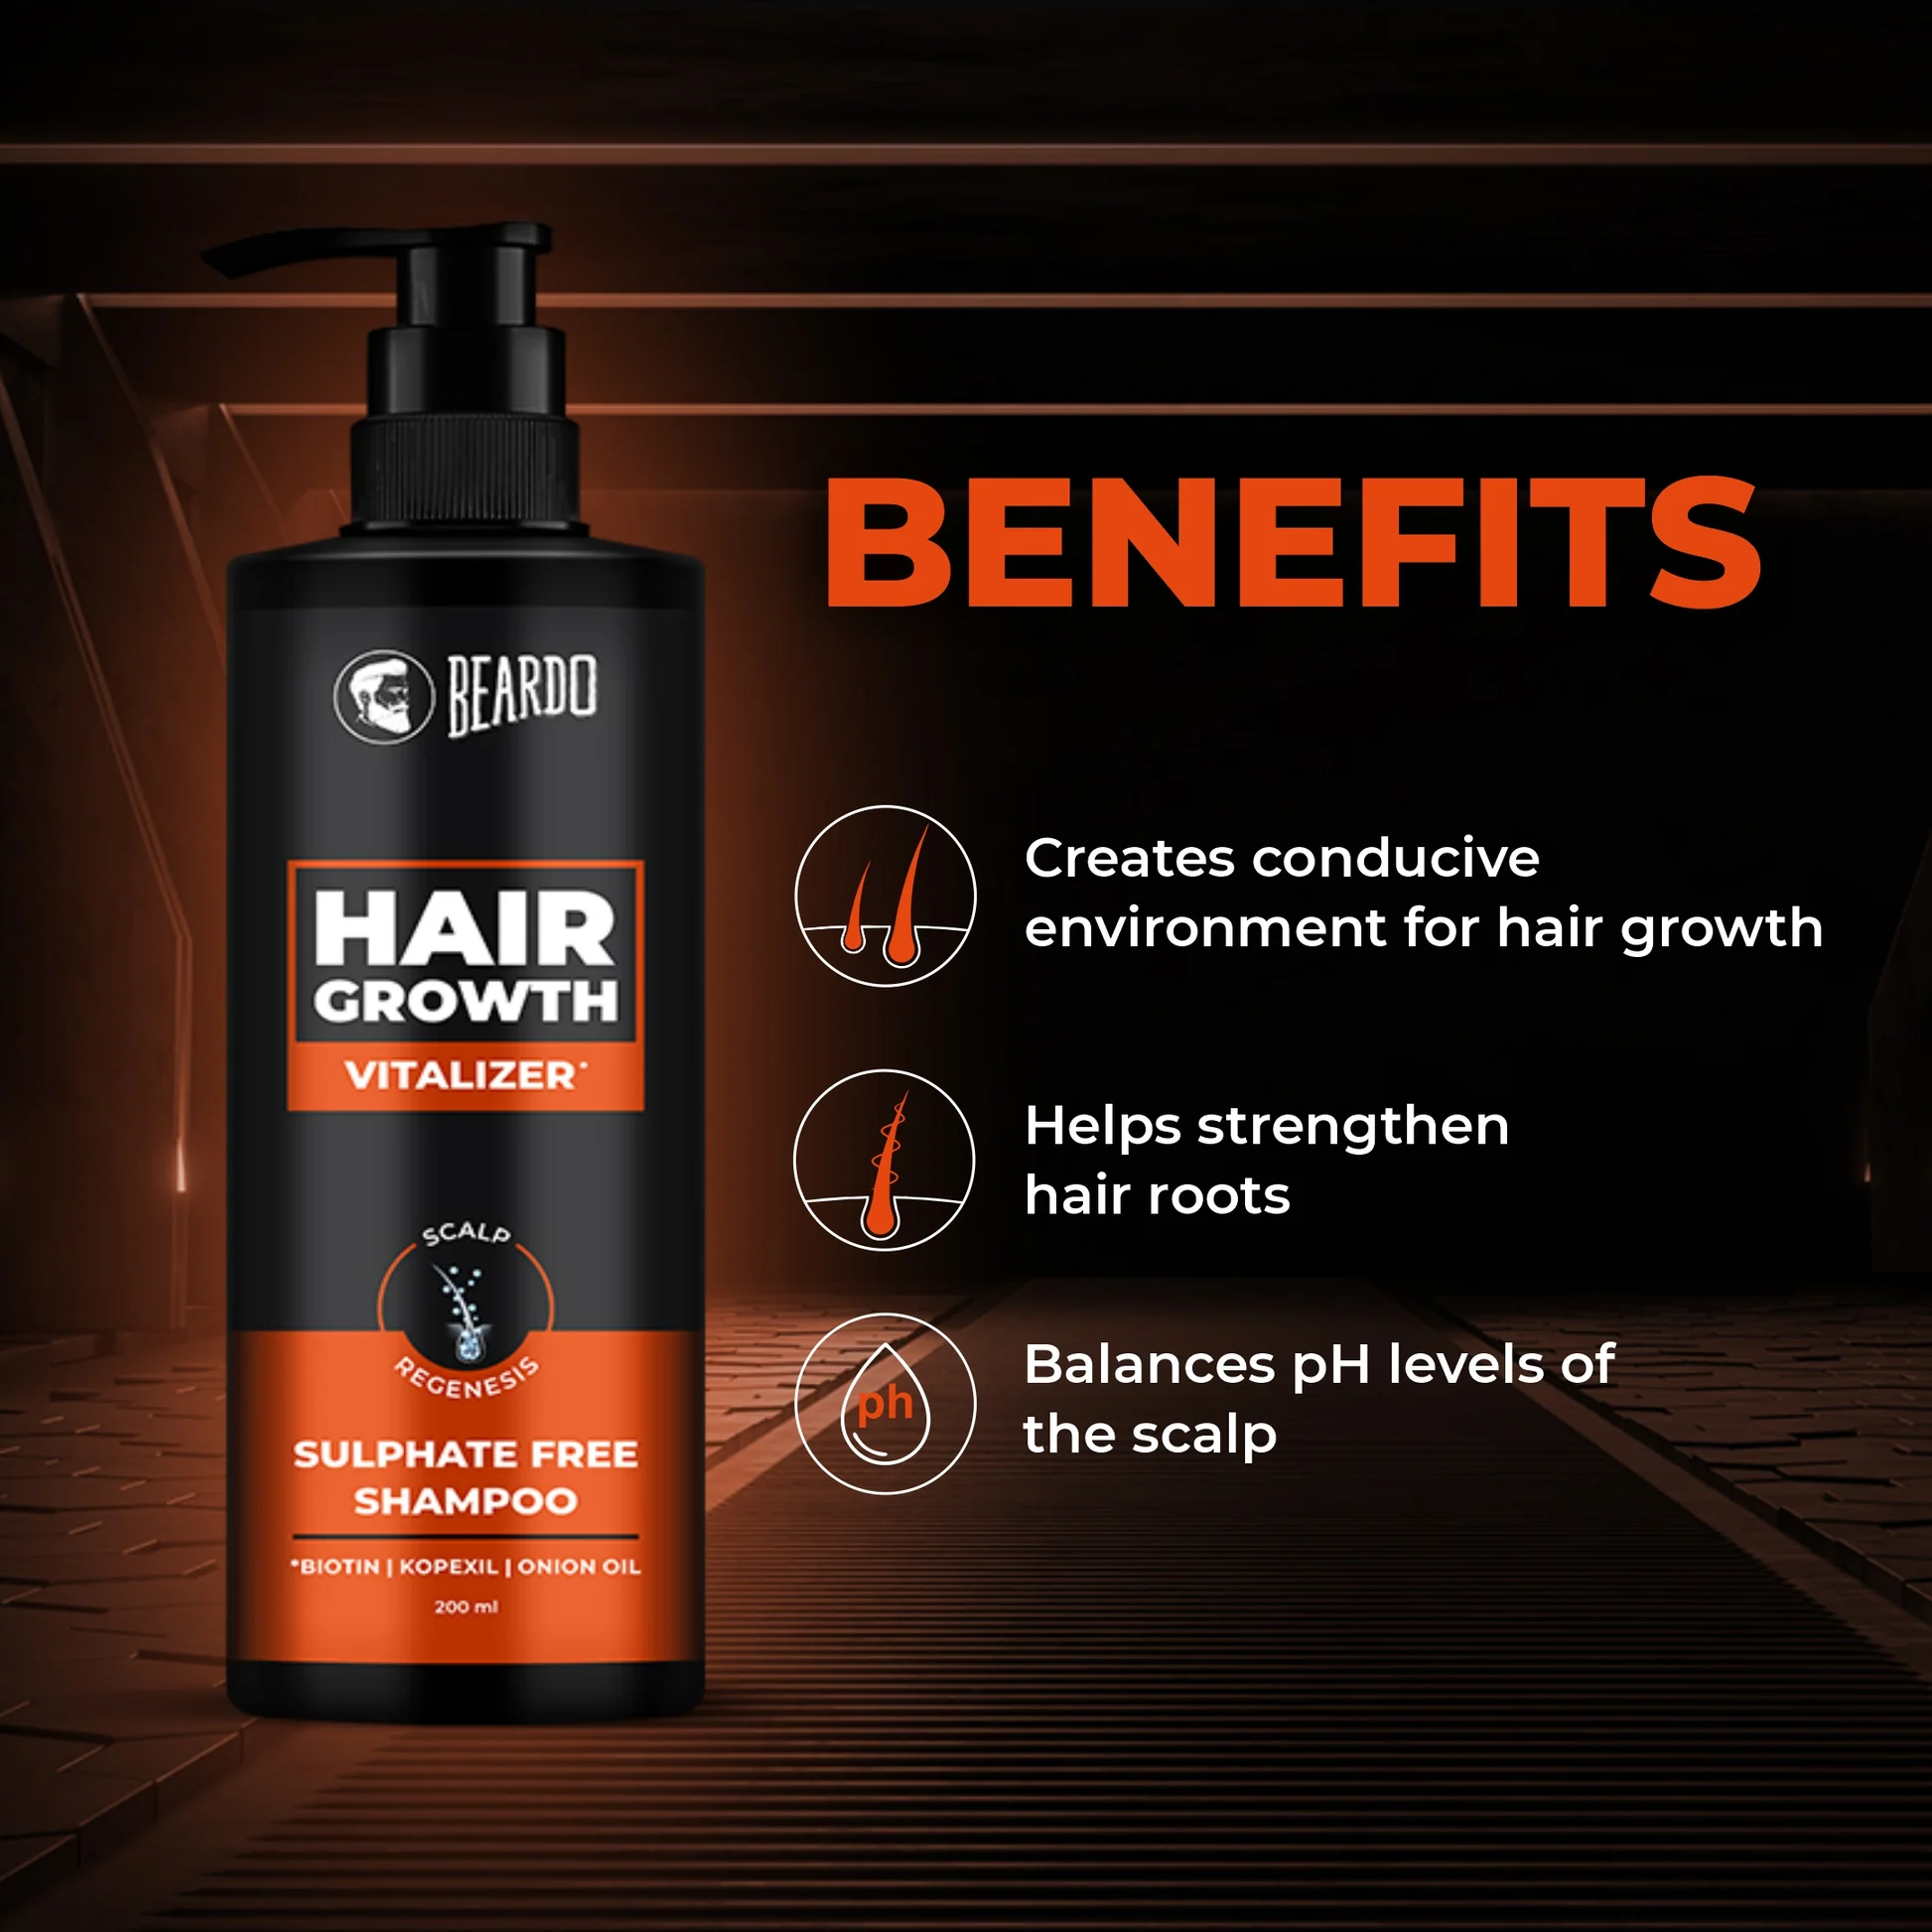 BEARDO
HAIR
GROWTH
VITALIZER*
SCALP
REGENESIS
SULPHATE FREE
SHAMPOO
*BIOTIN | KOPEXIL | ONION OIL
200 ml
BENEFITS
Creates conducive
environment for hair growth
Helps strengthen
hair roots
ph
Balances pH levels of
the scalp